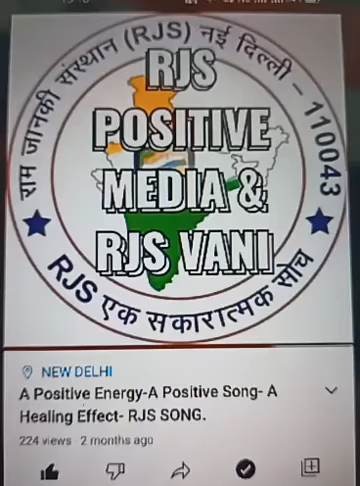 राम जानकी संस्थान (RJS) नई दिल्ली - 110043
RJS
POSITIVE
MEDIA &
RJS VANI
RJS एक सकारात्मक सोच
NEW DELHI
A Positive Energy-A Positive Song- A
Healing Effect- RJS SONG.
224 views 2 months ago